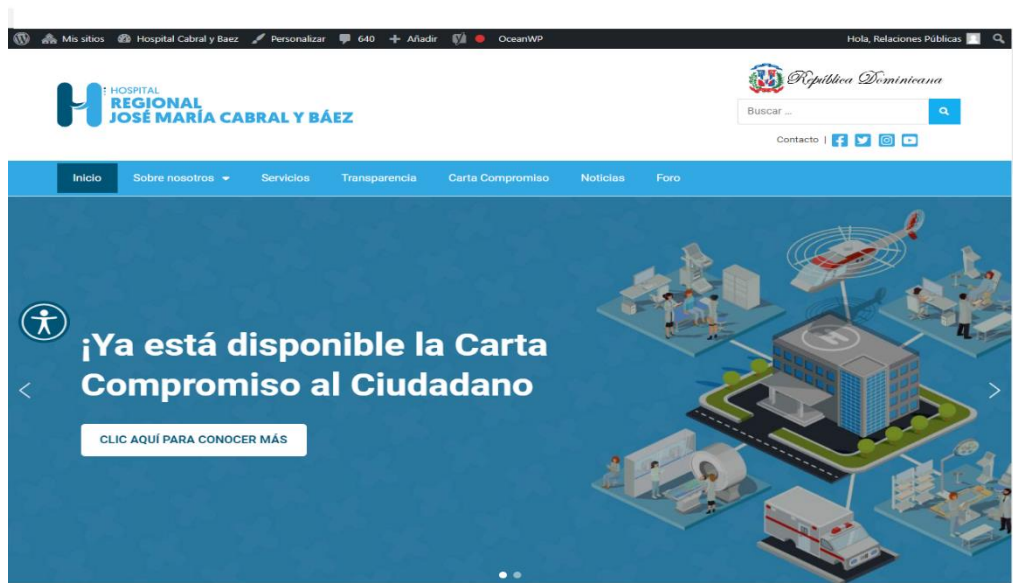 Mis sitios Hospital Cabral y Baez Personalizar 640 Añadir OceanWP Hola, Relaciones Públicas
República Dominicana
HOSPITAL
REGIONAL
JOSÉ MARÍA CABRAL Y BÁEZ
Buscar ...
Contacto |
Inicio Sobre nosotros Servicios Transparencia Carta Compromiso Noticias Foro
¡Ya está disponible la Carta
Compromiso al Ciudadano
CLIC AQUÍ PARA CONOCER MÁS